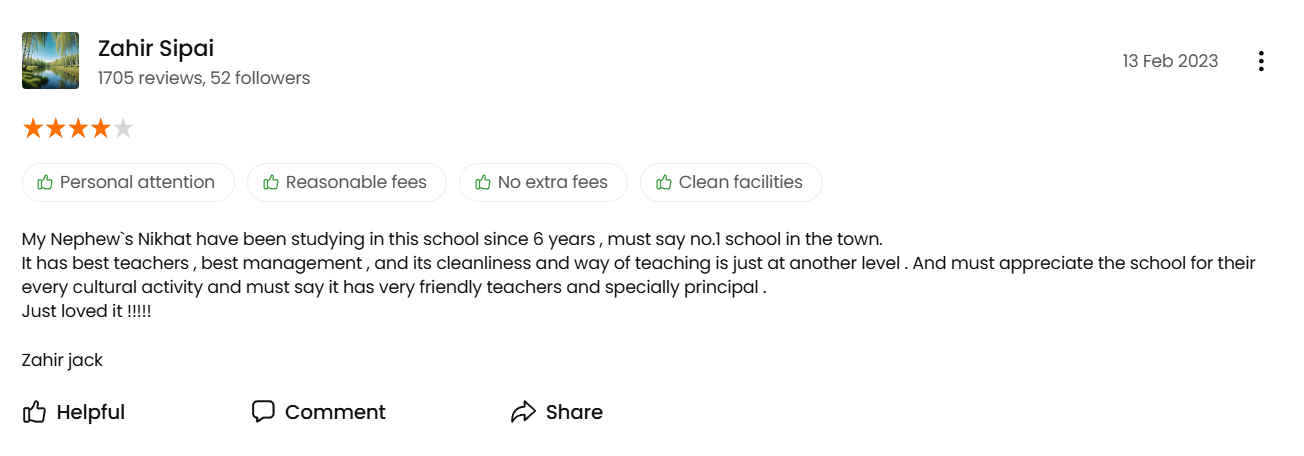 Zahir Sipai
1705 reviews, 52 followers
13 Feb 2023
Personal attention
Reasonable fees
No extra fees
Clean facilities
My Nephew`s Nikhat have been studying in this school since 6 years , must say no.1 school in the town.
It has best teachers , best management , and its cleanliness and way of teaching is just at another level . And must appreciate the school for their
every cultural activity and must say it has very friendly teachers and specially principal .
Just loved it !!!!!
Zahir jack
Helpful
Comment
Share